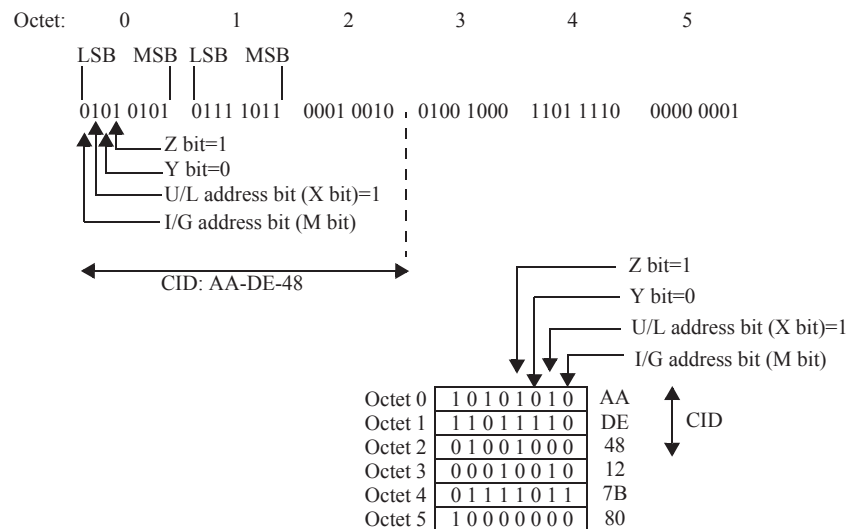 Octet: 0 1 2 3 4 5
LSB MSB LSB MSB
0101 0101 0111 1011 0001 0010 0100 1000 1101 1110 0000 0001
Z bit=1
Y bit=0
U/L address bit (X bit)=1
I/G address bit (M bit)
CID: AA-DE-48
Z bit=1
Y bit=0
U/L address bit (X bit)=1
I/G address bit (M bit)
Octet 0 1 0 1 0 1 0 1 0 AA
Octet 1 1 1 0 1 1 1 1 0 DE
CID
Octet 2 0 1 0 0 1 0 0 0 48
Octet 3 0 0 0 1 0 0 1 0 12
Octet 4 0 1 1 1 1 0 1 1 7B
Octet 5 1 0 0 0 0 0 0 0 80